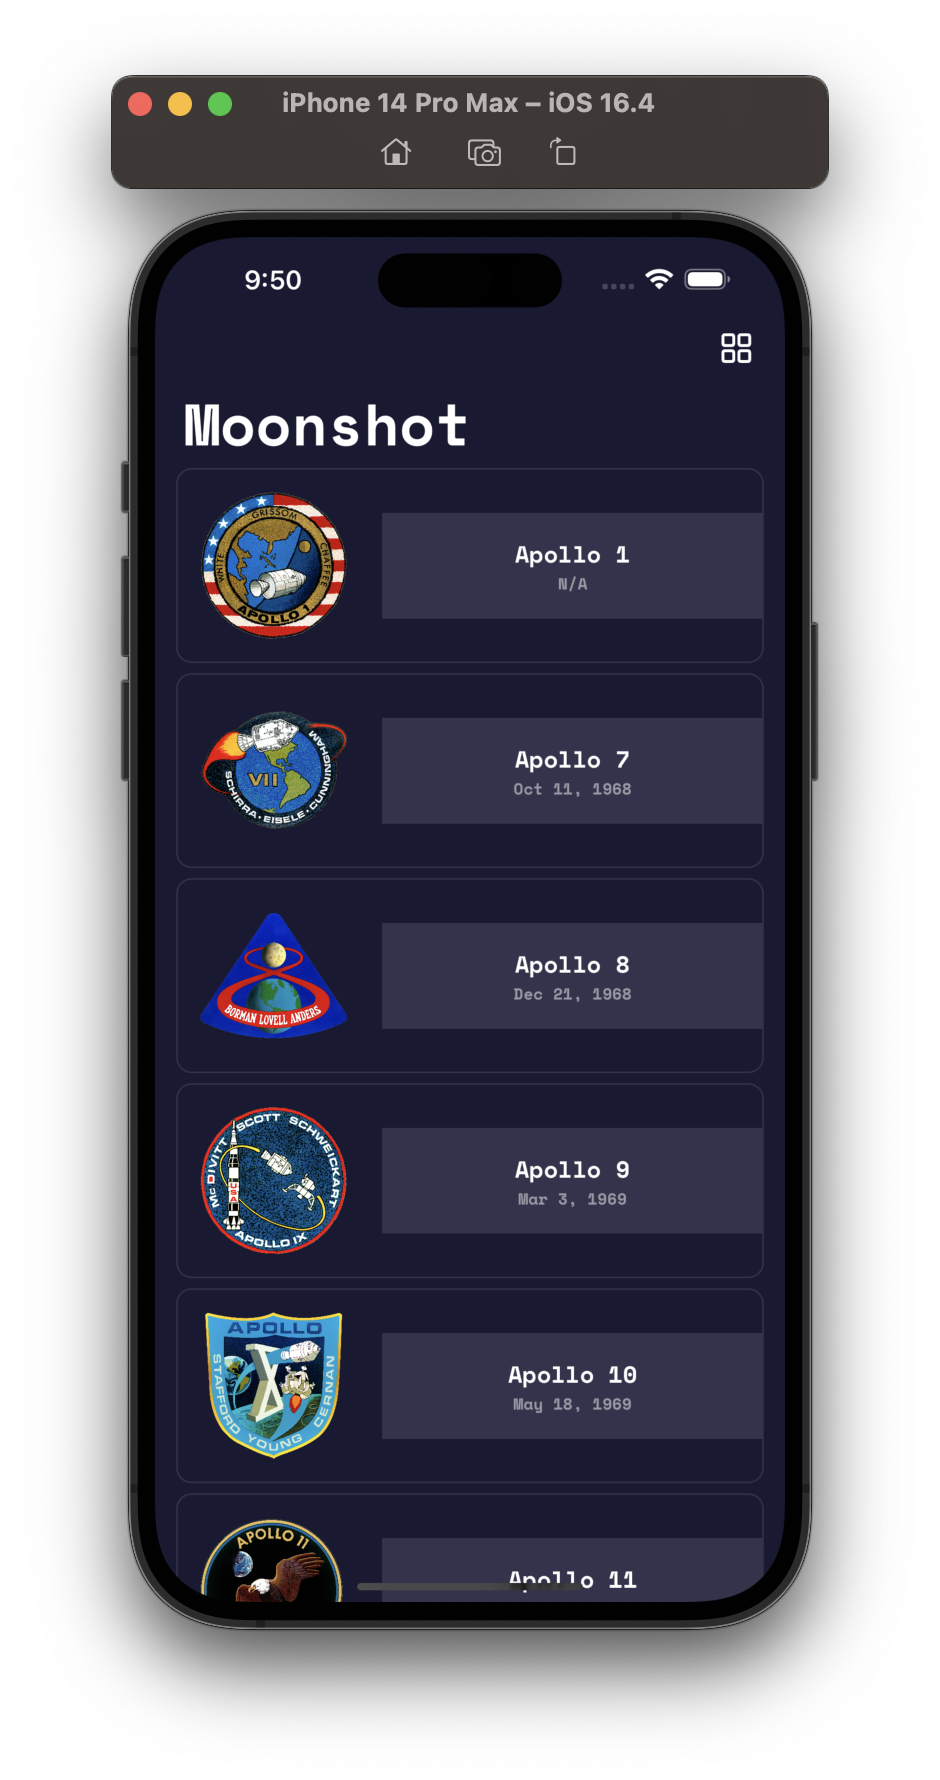 iPhone 14 Pro Max – iOS 16.4
9:50
Moonshot
GRISSOM
WHITE
CHAFFEE
APOLLO 1
Apollo 1
N/A
VII
SCHIRRA • EISELE • CUNNINGHAM
Apollo 7
Oct 11, 1968
BORMAN LOVELL ANDERS
Apollo 8
Dec 21, 1968
McDIVITT SCOTT SCHWEICKART
USA
APOLLO IX
Apollo 9
Mar 3, 1969
APOLLO
X
STAFFORD YOUNG CERNAN
Apollo 10
May 18, 1969
APOLLO 11
Apollo 11